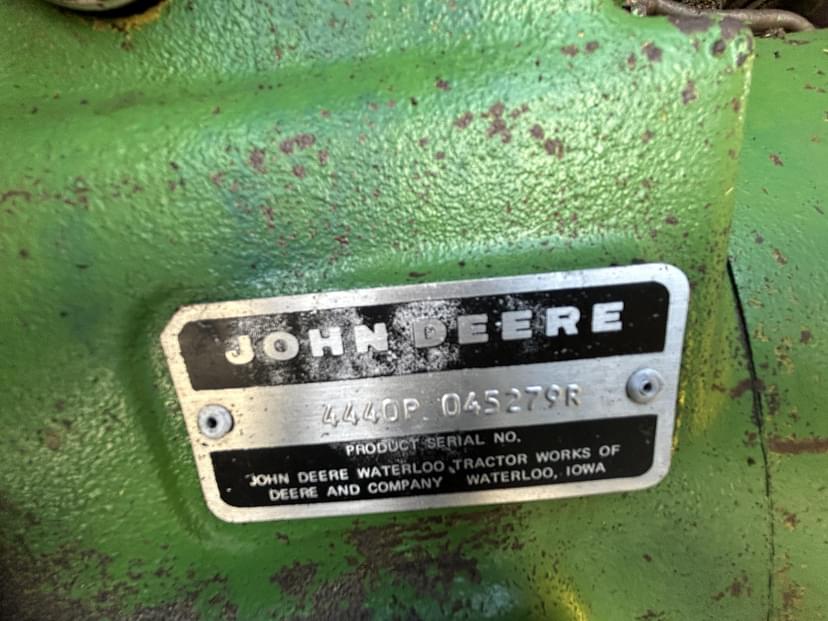 JOHN DEERE
4440P 045279R
PRODUCT SERIAL NO.
JOHN DEERE WATERLOO TRACTOR WORKS OF
DEERE AND COMPANY WATERLOO, IOWA